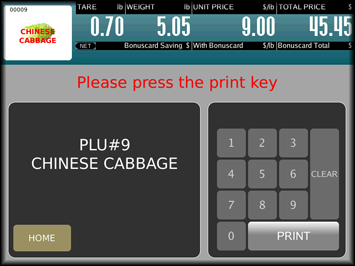 00009
CHINESE
CABBAGE
TARE lb WEIGHT lb UNIT PRICE $/lb TOTAL PRICE $
0.70 5.05 9.00 45.45
NET Bonuscard Saving $ With Bonuscard $/lb Bonuscard Total $
Please press the print key
PLU#9
CHINESE CABBAGE
HOME
1 2 3
4 5 6 CLEAR
7 8 9
0 PRINT